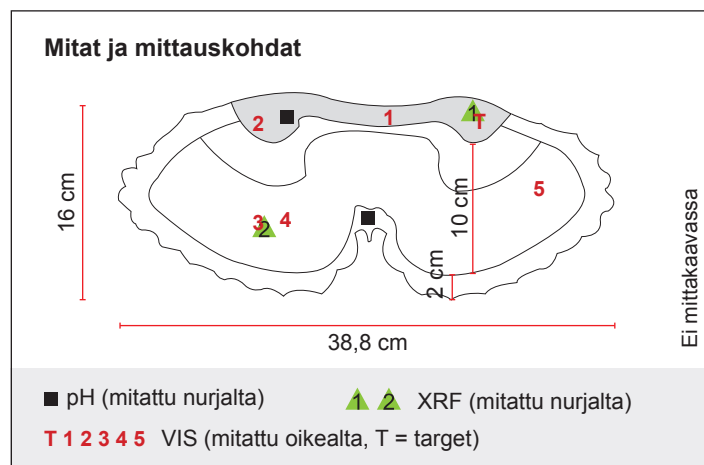 Mitat ja mittauskohdat
1
2
1
T
5
3
4
2
16 cm
10 cm
2 cm
38,8 cm
Ei mittakaavassa
pH (mitattu nurjalta)
1 2 XRF (mitattu nurjalta)
T 1 2 3 4 5 VIS (mitattu oikealta, T = target)